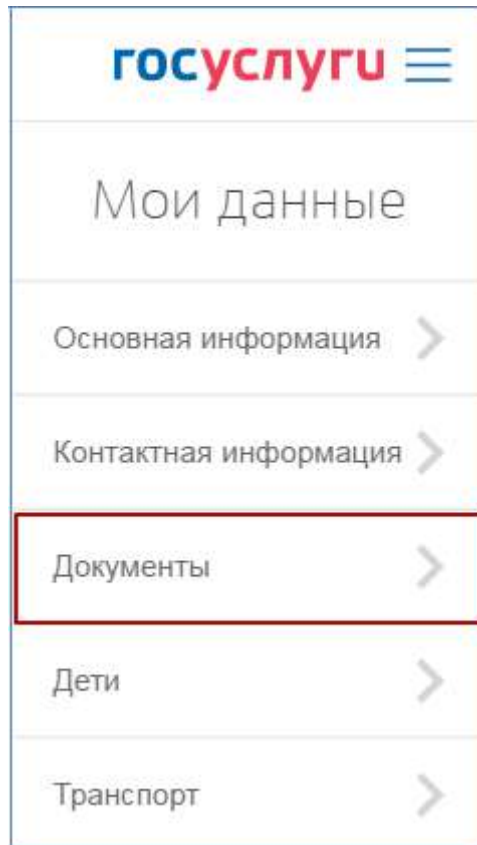 госуслуги
Мои данные
Основная информация
Контактная информация
Документы
Дети
Транспорт